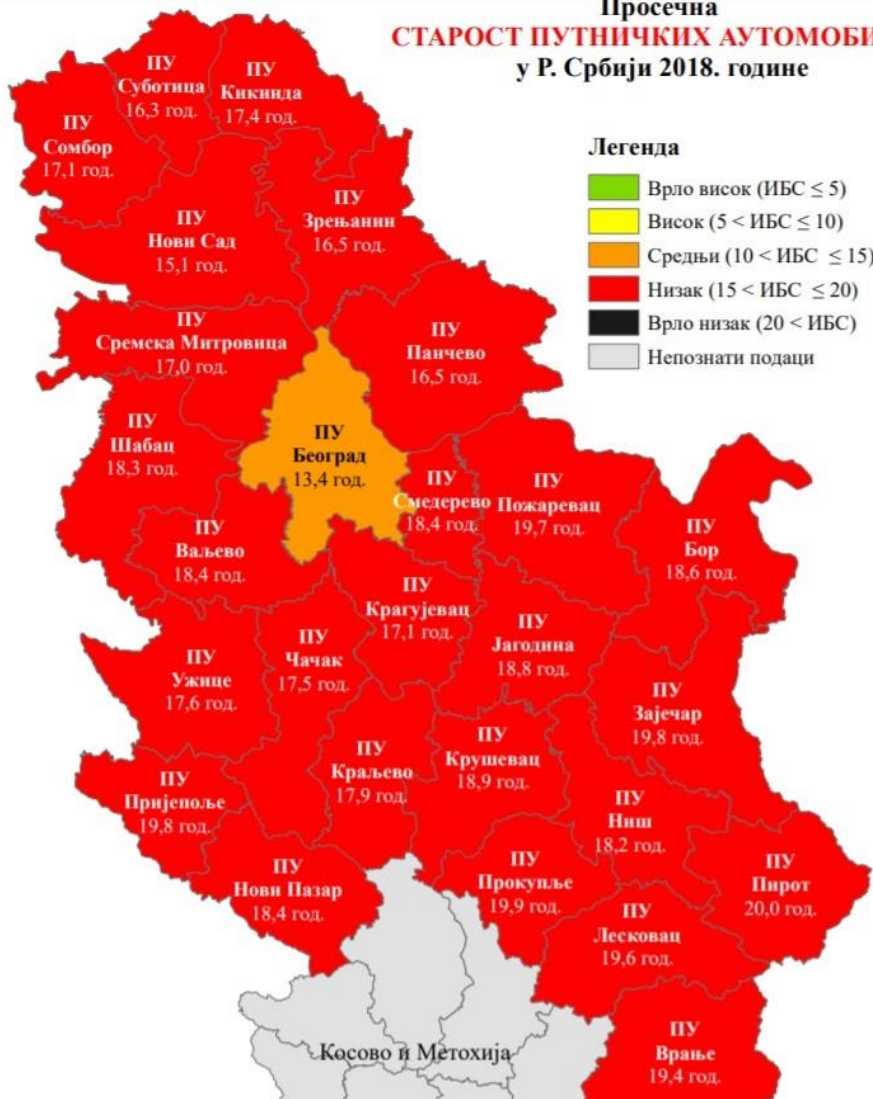 Просечна
СТАРОСТ ПУТНИЧКИХ АУТОМОБИ
у Р. Србији 2018. године
Легенда
Врло висок (ИБС ≤ 5)
Висок (5 < ИБС ≤ 10)
Средњи (10 < ИБС ≤ 15)
Низак (15 < ИБС ≤ 20)
Врло низак (20 < ИБС)
Непознати подаци
ПУ
Суботица
16,3 год.
ПУ
Кикинда
17,4 год.
ПУ
Сомбор
17,1 год.
ПУ
Зрењанин
16,5 год.
ПУ
Нови Сад
15,1 год.
ПУ
Сремска Митровица
17,0 год.
ПУ
Панчево
16,5 год.
ПУ
Шабац
18,3 год.
ПУ
Београд
13,4 год.
ПУ
Смедерево
18,4 год.
ПУ
Пожаревац
19,7 год.
ПУ
Бор
18,6 год.
ПУ
Ваљево
18,4 год.
ПУ
Крагујевац
17,1 год.
ПУ
Јагодина
18,8 год.
ПУ
Ужице
17,6 год.
ПУ
Чачак
17,5 год.
ПУ
Зајечар
19,8 год.
ПУ
Краљево
17,9 год.
ПУ
Крушевац
18,9 год.
ПУ
Пријепоље
19,8 год.
ПУ
Ниш
18,2 год.
ПУ
Нови Пазар
18,4 год.
ПУ
Прокупље
19,9 год.
ПУ
Пирот
20,0 год.
ПУ
Лесковац
19,6 год.
Косово и Метохија
ПУ
Врање
19,4 год.